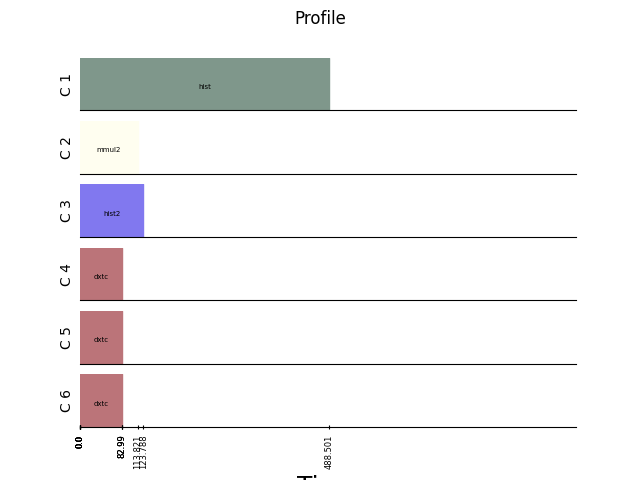 Profile
C 1
hist
C 2
mmul2
C 3
hist2
C 4
dxtc
C 5
dxtc
C 6
dxtc
0.0
82.99
113.821
123.788
488.501